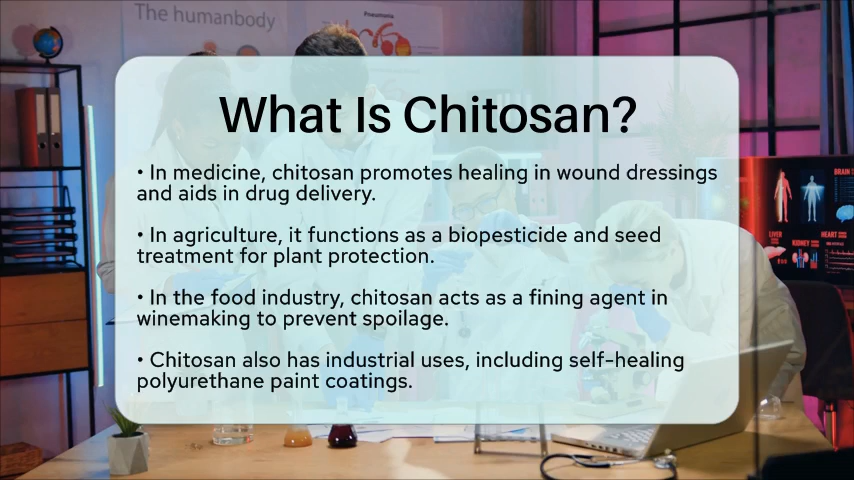 The humanbody
Pneumonia
What Is Chitosan?
• In medicine, chitosan promotes healing in wound dressings
and aids in drug delivery.
• In agriculture, it functions as a biopesticide and seed
treatment for plant protection.
• In the food industry, chitosan acts as a fining agent in
winemaking to prevent spoilage.
• Chitosan also has industrial uses, including self-healing
polyurethane paint coatings.
BRAIN
LIVER
HEART
KIDNEY